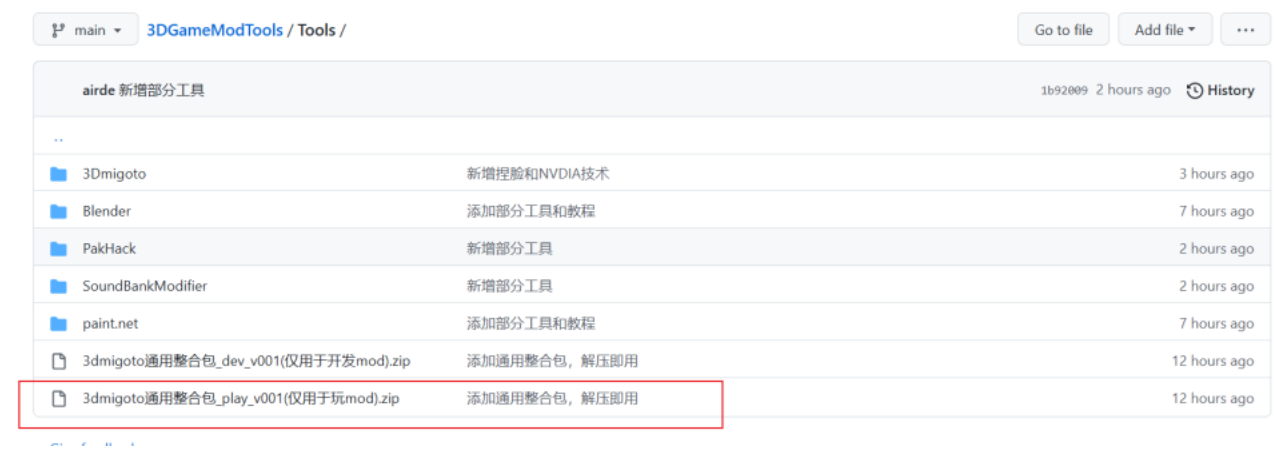 main 3DGameModTools / Tools / Go to file Add file ···
airde 新增部分工具 1b92009 2 hours ago History
..
3Dmigoto 新增捏脸和NVDIA技术 3 hours ago
Blender 添加部分工具和教程 7 hours ago
PakHack 新增部分工具 2 hours ago
SoundBankModifier 新增部分工具 2 hours ago
paint.net 添加部分工具和教程 7 hours ago
3dmigoto通用整合包_dev_v001(仅用于开发mod).zip 添加通用整合包，解压即用 12 hours ago
3dmigoto通用整合包_play_v001(仅用于玩mod).zip 添加通用整合包，解压即用 12 hours ago